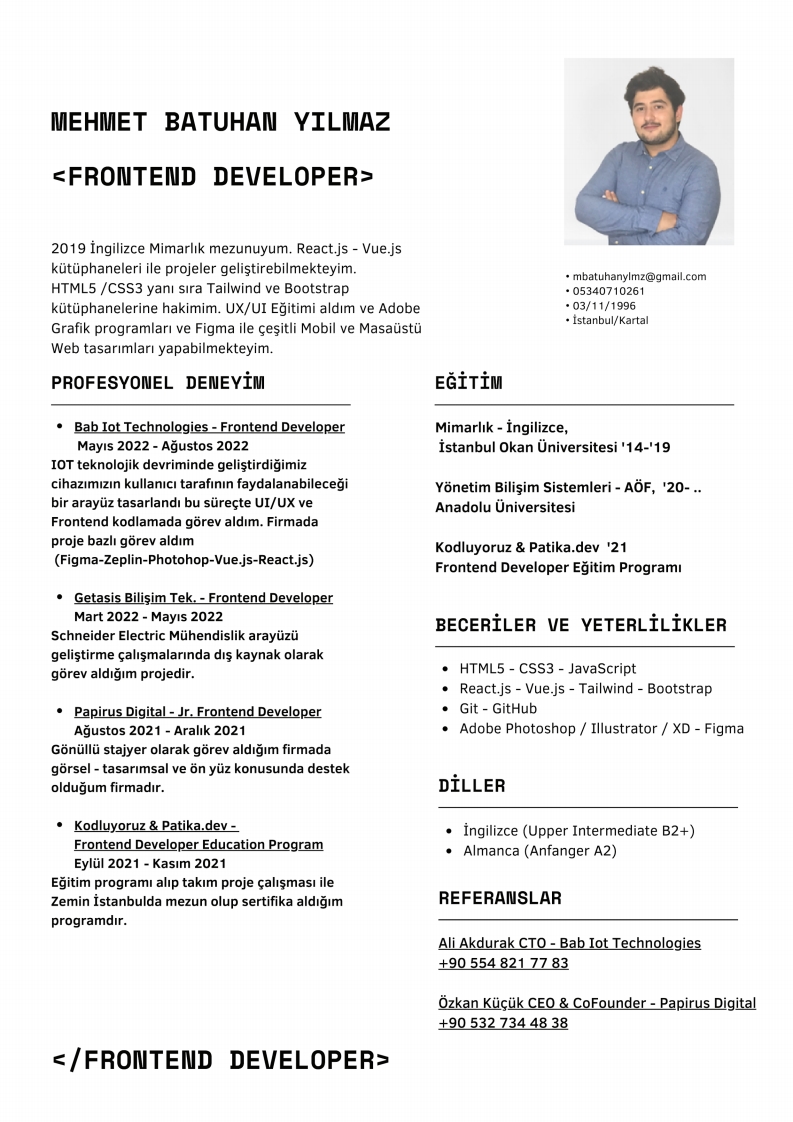 MEHMET BATUHAN YILMAZ
<FRONTEND DEVELOPER>
2019 İngilizce Mimarlık mezunuyum. React.js - Vue.js
kütüphaneleri ile projeler geliştirebilmekteyim.
HTML5 /CSS3 yanı sıra Tailwind ve Bootstrap
kütüphanelerine hakimim. UX/UI Eğitimi aldım ve Adobe
Grafik programları ve Figma ile çeşitli Mobil ve Masaüstü
Web tasarımları yapabilmekteyim.
• mbatuhanylmz@gmail.com
• 05340710261
• 03/11/1996
• İstanbul/Kartal
PROFESYONEL DENEYİM
• Bab Iot Technologies - Frontend Developer
Mayıs 2022 - Ağustos 2022
IOT teknolojik devriminde geliştirdiğimiz
cihazımızın kullanıcı tarafının faydalanabileceği
bir arayüz tasarlandı bu süreçte UI/UX ve
Frontend kodlamada görev aldım. Firmada
proje bazlı görev aldım
(Figma-Zeplin-Photohop-Vue.js-React.js)
• Getasis Bilişim Tek. - Frontend Developer
Mart 2022 - Mayıs 2022
Schneider Electric Mühendislik arayüzü
geliştirme çalışmalarında dış kaynak olarak
görev aldığım projedir.
• Papirus Digital - Jr. Frontend Developer
Ağustos 2021 - Aralık 2021
Gönüllü stajyer olarak görev aldığım firmada
görsel - tasarımsal ve ön yüz konusunda destek
olduğum firmadır.
• Kodluyoruz & Patika.dev -
Frontend Developer Education Program
Eylül 2021 - Kasım 2021
Eğitim programı alıp takım proje çalışması ile
Zemin İstanbulda mezun olup sertifika aldığım
programdır.
EĞİTİM
Mimarlık - İngilizce,
İstanbul Okan Üniversitesi '14-'19
Yönetim Bilişim Sistemleri - AÖF, '20- ..
Anadolu Üniversitesi
Kodluyoruz & Patika.dev '21
Frontend Developer Eğitim Programı
BECERİLER VE YETERLİLİKLER
• HTML5 - CSS3 - JavaScript
• React.js - Vue.js - Tailwind - Bootstrap
• Git - GitHub
• Adobe Photoshop / Illustrator / XD - Figma
DİLLER
• İngilizce (Upper Intermediate B2+)
• Almanca (Anfanger A2)
REFERANSLAR
Ali Akdurak CTO - Bab Iot Technologies
+90 554 821 77 83
Özkan Küçük CEO & CoFounder - Papirus Digital
+90 532 734 48 38
</FRONTEND DEVELOPER>